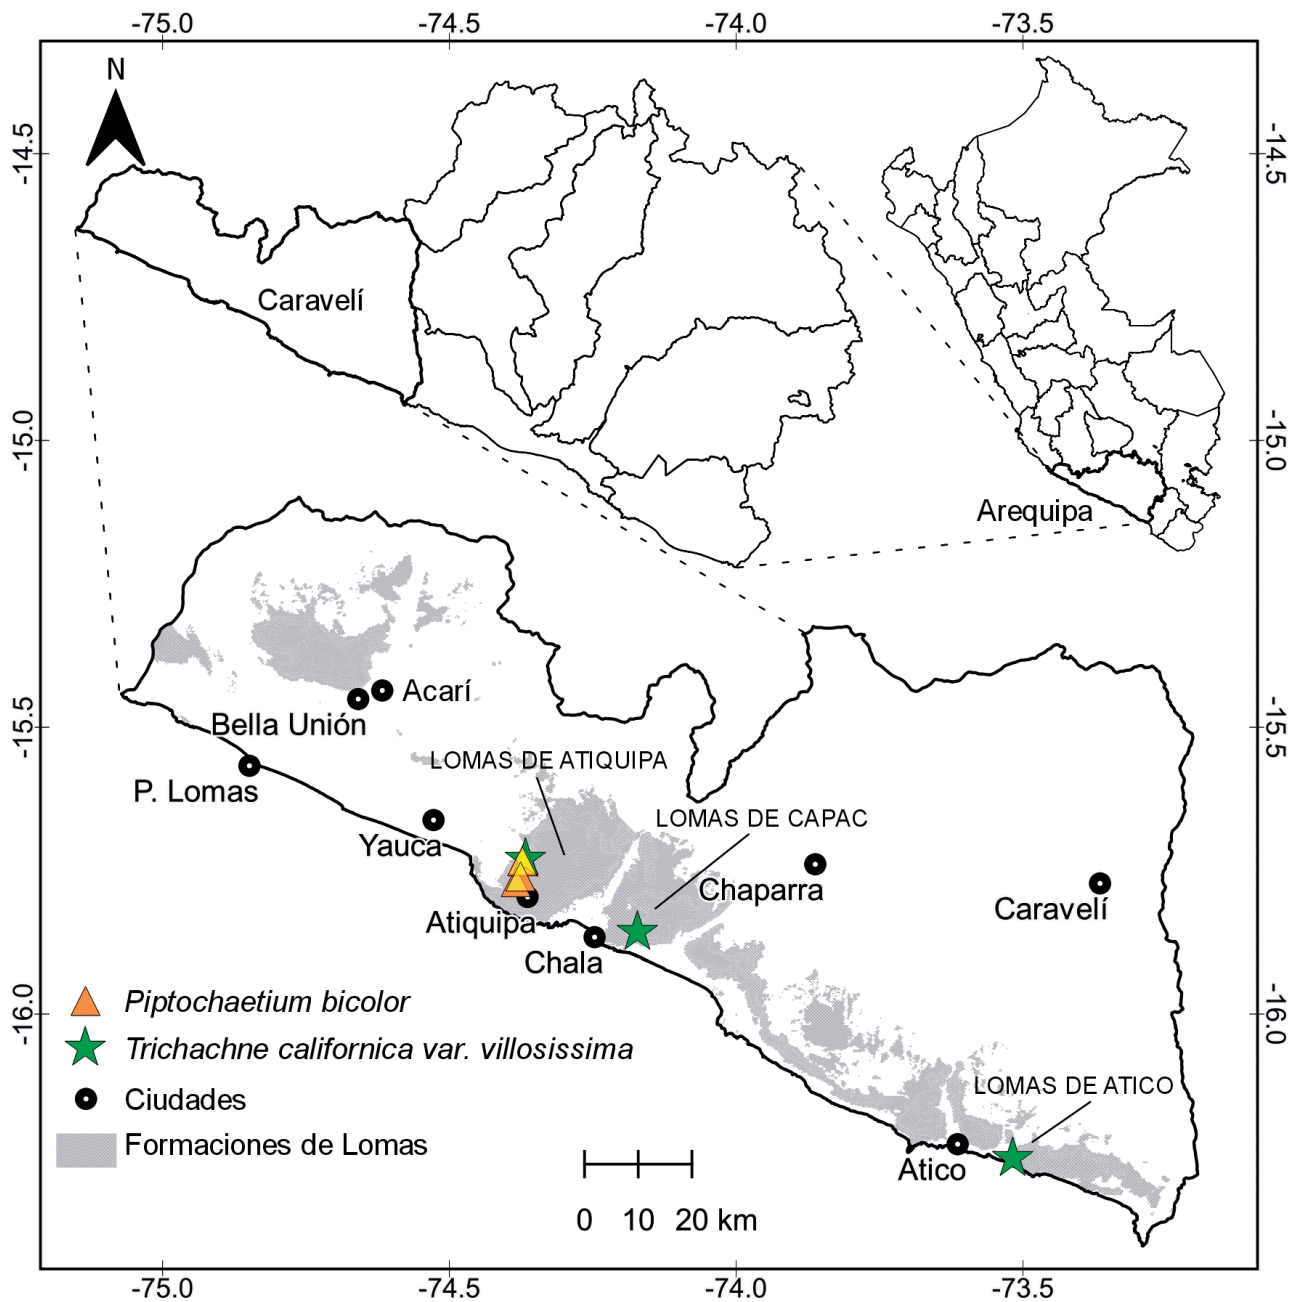 -75.0
-74.5
-74.0
-73.5
N
-14.5
-14.5
Caravelí
-15.0
-15.0
Arequipa
Acarí
Bella Unión
-15.5
-15.5
LOMAS DE ATIQUIPA
P. Lomas
LOMAS DE CAPAC
Yauca
Chaparra
Caravelí
Atiquipa
Chala
-16.0
-16.0
Piptochaetium bicolor
Trichachne californica var. villosissima
Ciudades
Formaciones de Lomas
LOMAS DE ATICO
Atico
0 10 20 km
-75.0
-74.5
-74.0
-73.5